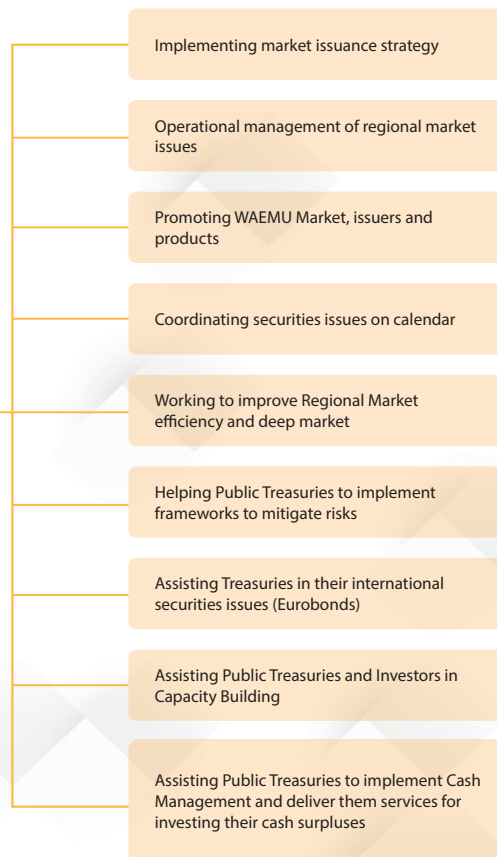 Implementing market issuance strategy
Operational management of regional market
issues
Promoting WAEMU Market, issuers and
products
Coordinating securities issues on calendar
Working to improve Regional Market
efficiency and deep market
Helping Public Treasuries to implement
frameworks to mitigate risks
Assisting Treasuries in their international
securities issues (Eurobonds)
Assisting Public Treasuries and Investors in
Capacity Building
Assisting Public Treasuries to implement Cash
Management and deliver them services for
investing their cash surpluses